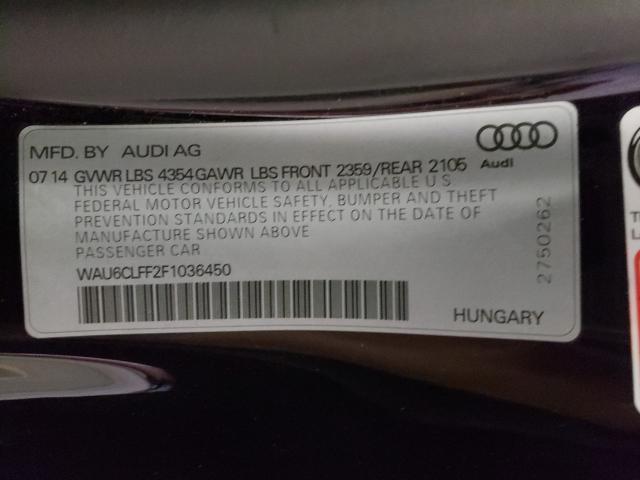 MFD. BY AUDI AG
Audi
07 14 GVWR LBS 4354 GAWR LBS FRONT 2359/REAR 2105
THIS VEHICLE CONFORMS TO ALL APPLICABLE U S
FEDERAL MOTOR VEHICLE SAFETY, BUMPER AND THEFT
PREVENTION STANDARDS IN EFFECT ON THE DATE OF
MANUFACTURE SHOWN ABOVE
PASSENGER CAR
WAU6CLFF2F1036450
HUNGARY
2750262